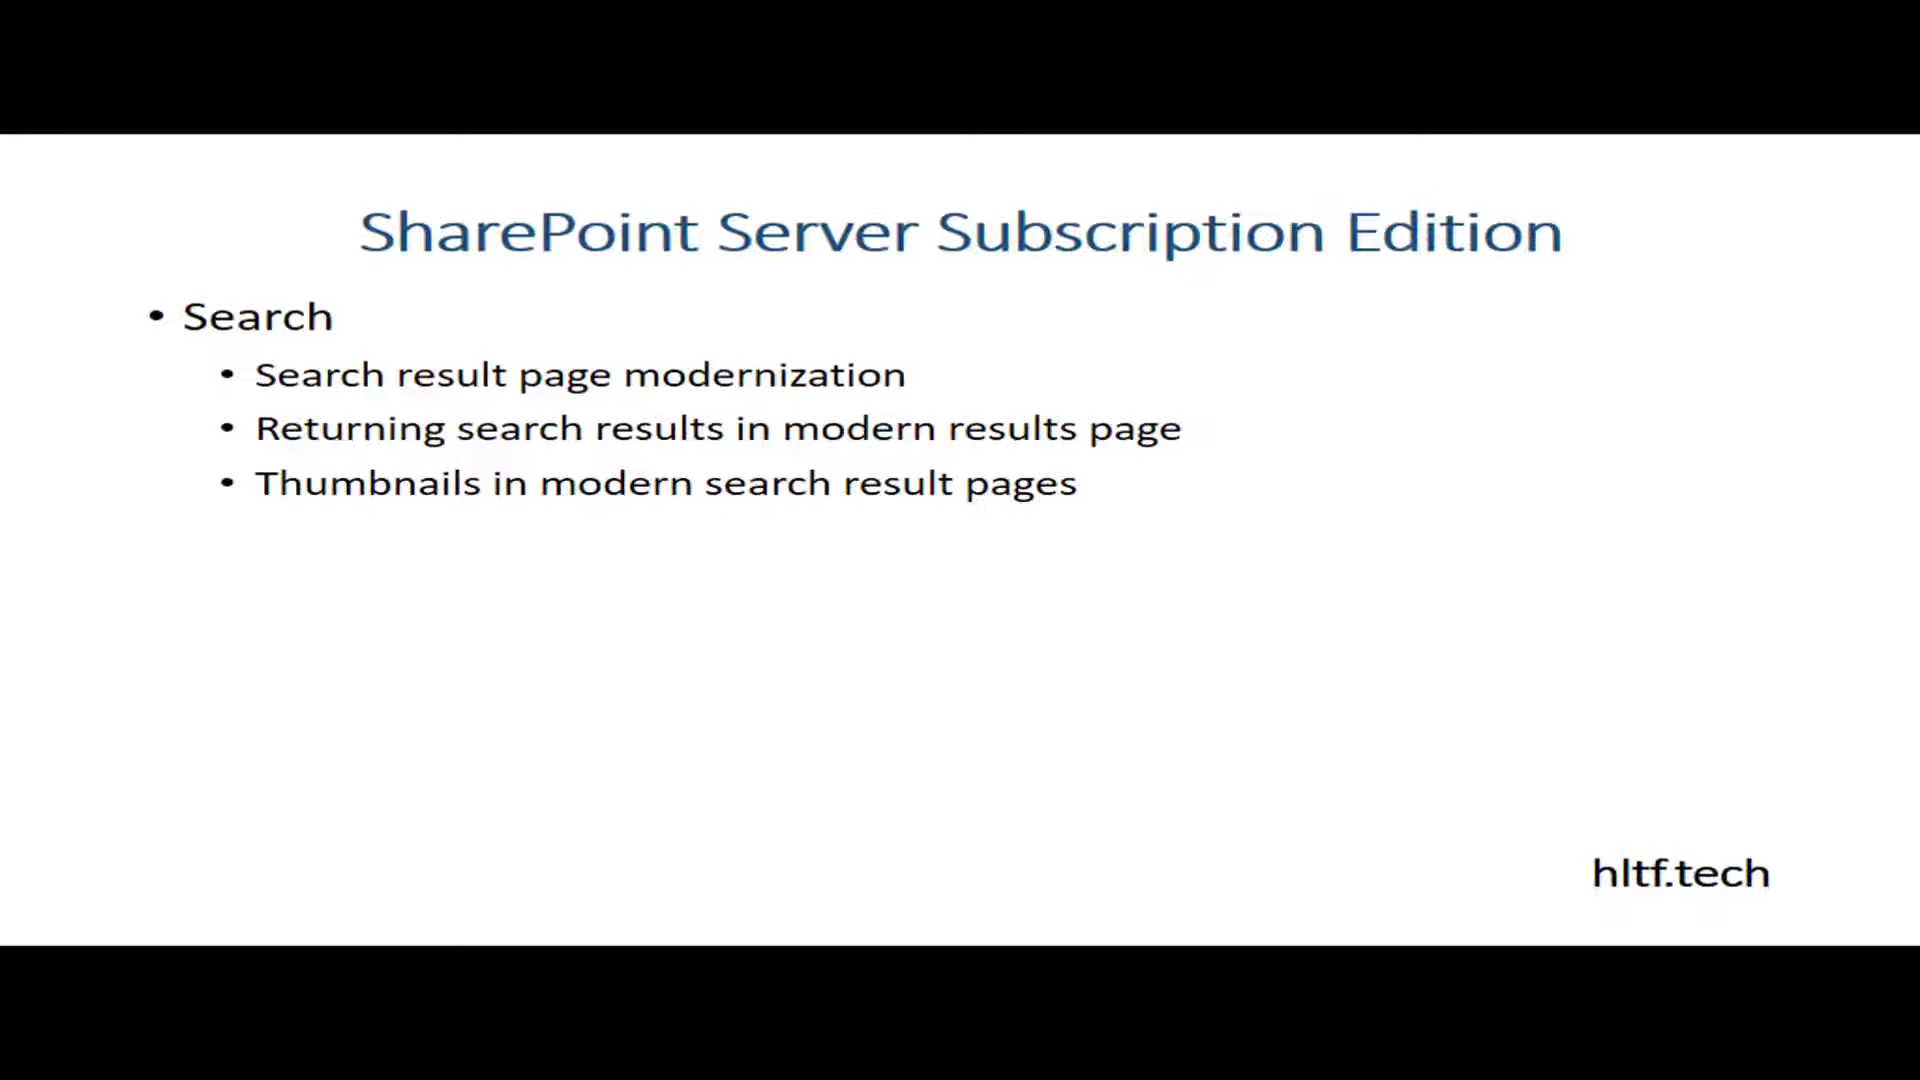 SharePoint Server Subscription Edition
• Search
• Search result page modernization
• Returning search results in modern results page
• Thumbnails in modern search result pages
hltf.tech